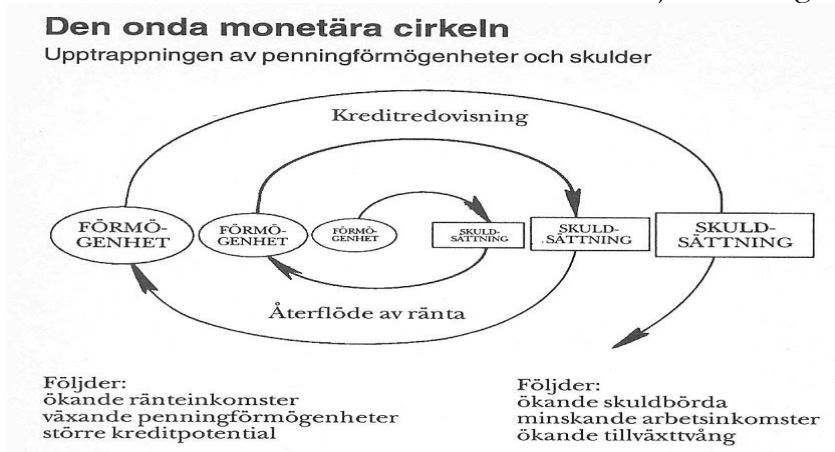 Den onda monetära cirkeln
Upptrappningen av penningförmögenheter och skulder
Kreditredovisning
FÖRMÖ-
GENHET
FÖRMÖ-
GENHET
FÖRMÖ-
GENHET
SKULD-
SÄTTNING
SKULD-
SÄTTNING
SKULD-
SÄTTNING
Återflöde av ränta
Följder:
ökande ränteinkomster
växande penningförmögenheter
större kreditpotential
Följder:
ökande skuldbörda
minskande arbetsinkomster
ökande tillväxttvång